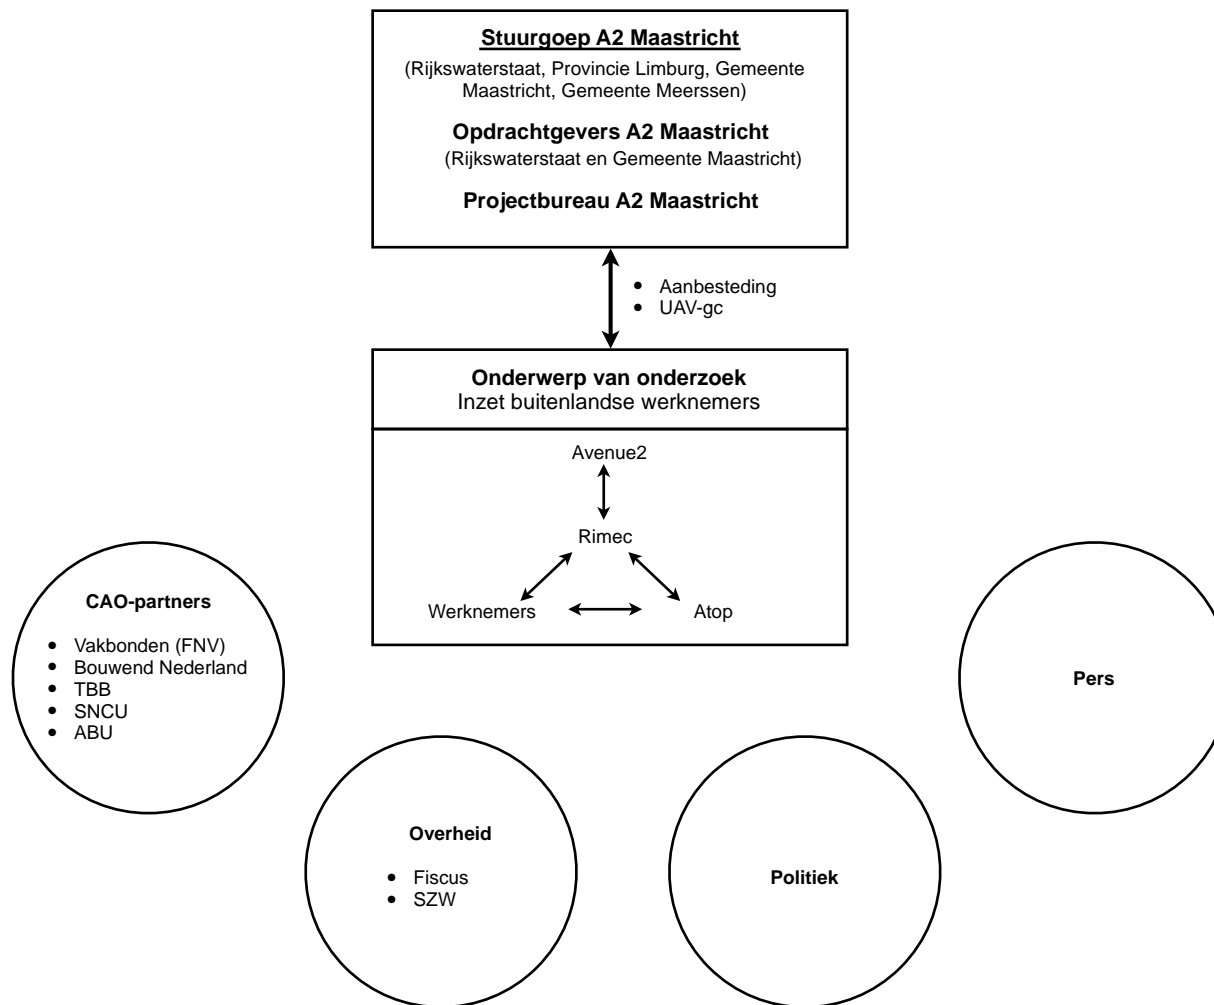 Stuurgoep A2 Maastricht
(Rijkswaterstaat, Provincie Limburg, Gemeente
Maastricht, Gemeente Meerssen)
Opdrachtgevers A2 Maastricht
(Rijkswaterstaat en Gemeente Maastricht)
Projectbureau A2 Maastricht
• Aanbesteding
• UAV-gc
Onderwerp van onderzoek
Inzet buitenlandse werknemers
Avenue2
Rimec
Werknemers
Atop
CAO-partners
• Vakbonden (FNV)
• Bouwend Nederland
• TBB
• SNCU
• ABU
Overheid
• Fiscus
• SZW
Politiek
Pers